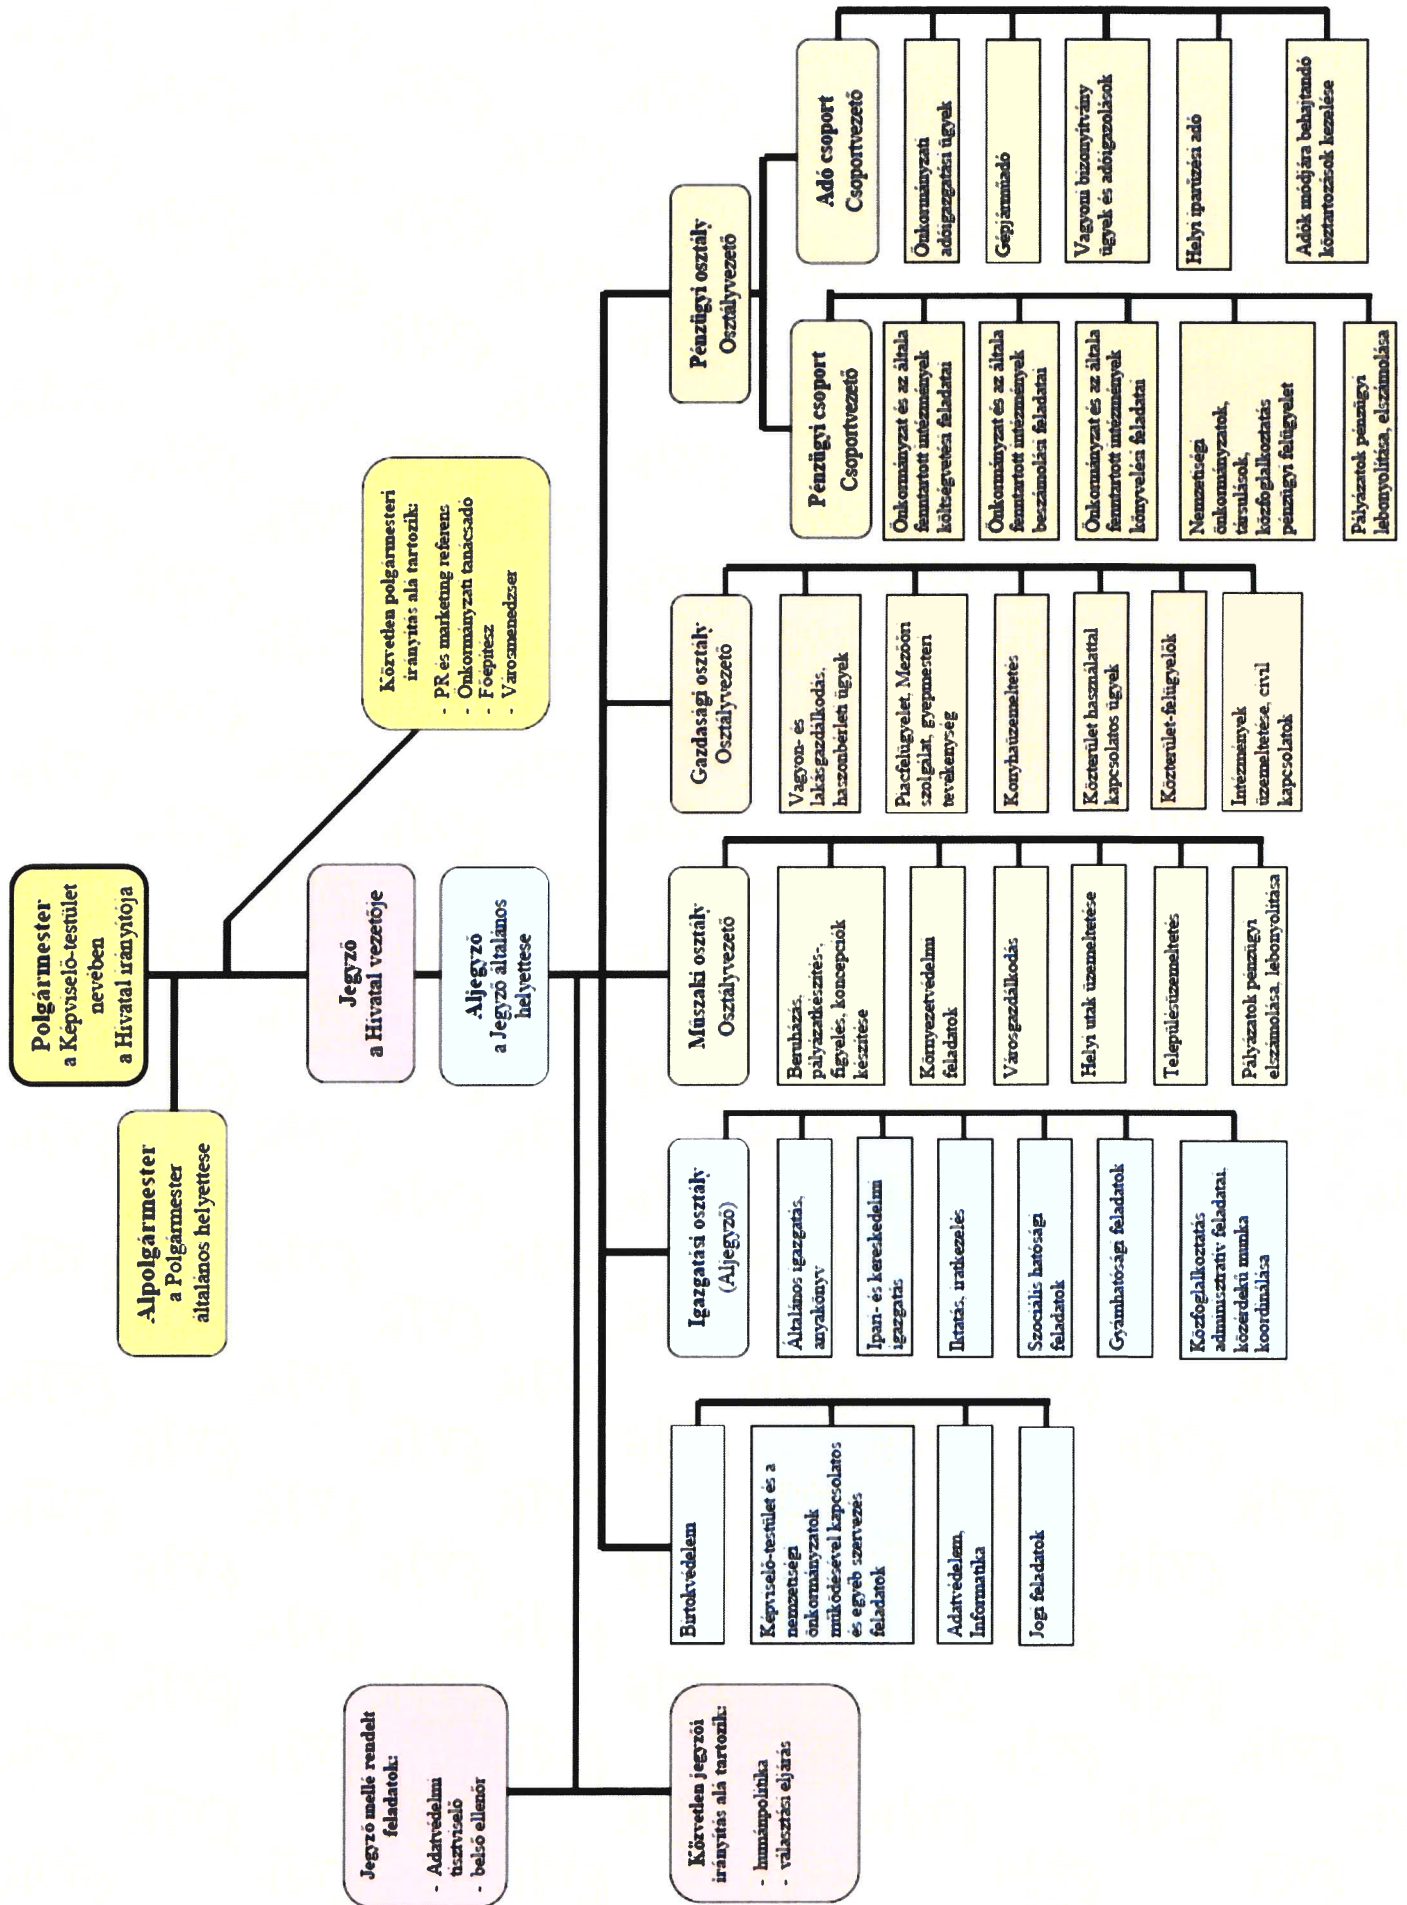 Polgármester
a Képviselő-testület
nevében
a Hivatal irányítója
Alpolgármester
a Polgármester
általános helyettese
Közvetlen polgármesteri
irányítás alá tartozik:
- PR és marketing referens
- Önkormányzati tanácsadó
- Főépítész
- Városmenedzser
Jegyző
a Hivatal vezetője
Aljegyző
a Jegyző általános
helyettese
Jegyző mellé rendelt
feladatok:
- Adatvédelmi
tisztviselő
- belső ellenőr
Közvetlen jegyzői
irányítás alá tartozik:
- humánpolitika
- választási eljárás
Birtokvédelem
Képviselő-testület és a
nemzetiségi
önkormányzatok
működésével kapcsolatos
és egyéb szervezés
feladatok
Adatvédelem,
Informatika
Jogi feladatok
Igazgatási osztály
(Aljegyző)
Általános igazgatás,
anyakönyv
Ipari- és kereskedelmi
igazgatás
Iktatás, iratkezelés
Szociális hatósági
feladatok
Gyámhatósági feladatok
Közfoglalkoztatás
adminisztratív feladatai,
közérdekű munka
koordinálása
Műszaki osztály
Osztályvezető
Beruházás,
pályázatkészítés-,
figyelés, koncepciók
készítése
Környezetvédelmi
feladatok
Városgazdálkodás
Helyi utak üzemeltetése
Településüzemeltetés
Pályázatok pénzügyi
elszámolása, lebonyolítása
Gazdasági osztály
Osztályvezető
Vagyon- és
lakásgazdálkodás,
haszonbérleti ügyek
Piacfelügyelet, Mezőőri
szolgálat, gyepmesteri
tevékenység
Konyhaüzemeltetés
Közterület használattal
kapcsolatos ügyek
Közterület-felügyelők
Intézmények
üzemeltetése, civil
kapcsolatok
Pénzügyi osztály
Osztályvezető
Pénzügyi csoport
Csoportvezető
Önkormányzat és az általa
fenntartott intézmények
költségvetési feladatai
Önkormányzat és az általa
fenntartott intézmények
beszámolási feladatai
Önkormányzat és az általa
fenntartott intézmények
könyvelési feladatai
Nemzetiségi
önkormányzatok,
társulások,
közfoglalkoztatás
pénzügyi felügyelet
Pályázatok pénzügyi
lebonyolítása, elszámolása
Adó csoport
Csoportvezető
Önkormányzati
adóigazgatási ügyek
Gépjárműadó
Vagyoni bizonyítvány
ügyek és adóigazolások
Helyi iparűzési adó
Adók módjára behajtandó
köztartozások kezelése